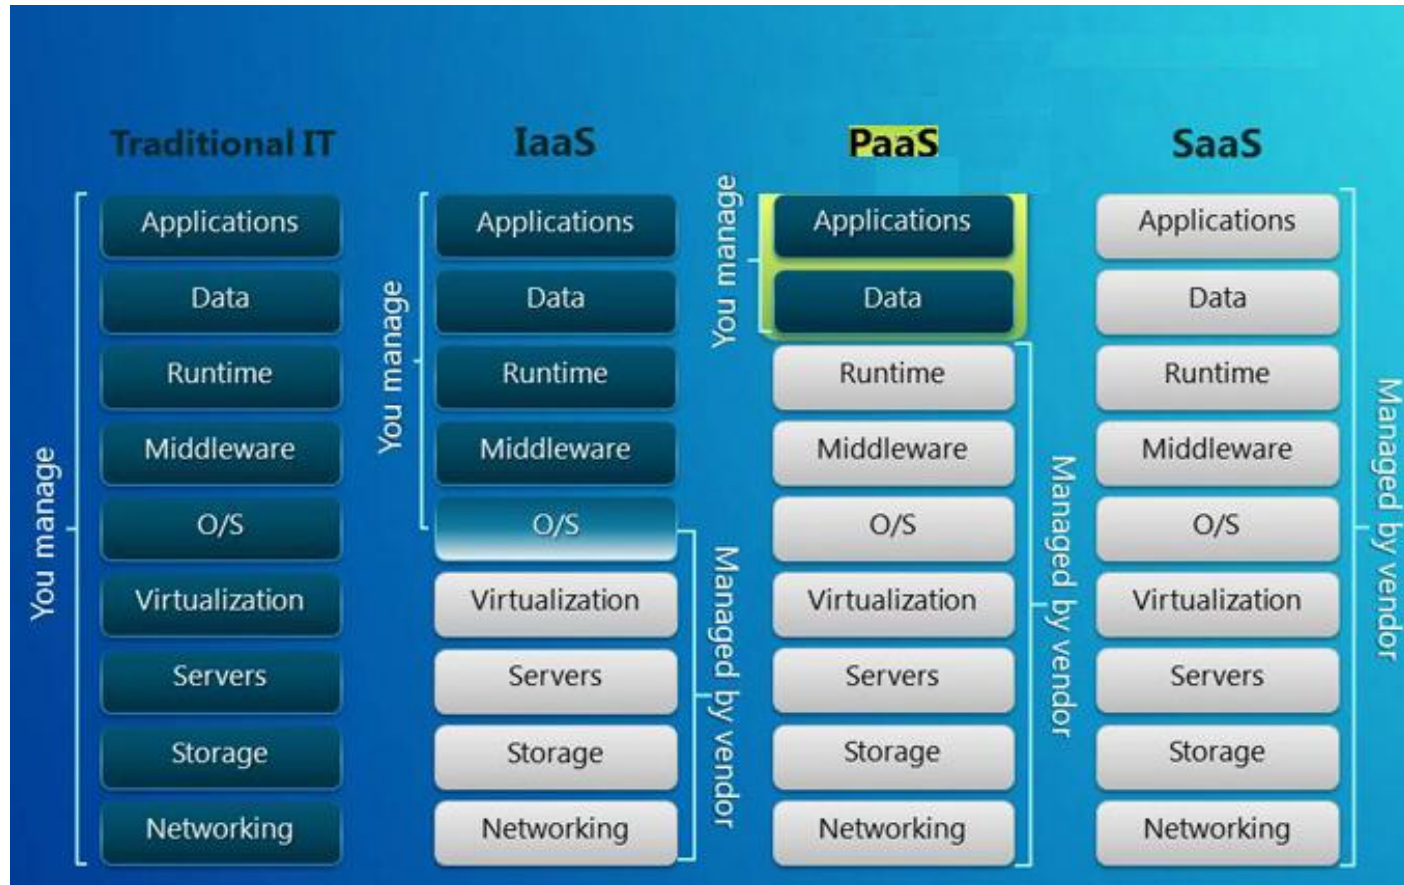 Traditional IT
IaaS
PaaS
SaaS
You manage
Applications
Data
Runtime
Middleware
O/S
Virtualization
Servers
Storage
Networking
You manage
Applications
Data
Runtime
Middleware
O/S
Virtualization
Servers
Storage
Networking
Managed by vendor
You manage
Applications
Data
Runtime
Middleware
O/S
Virtualization
Servers
Storage
Networking
Managed by vendor
Applications
Data
Runtime
Middleware
O/S
Virtualization
Servers
Storage
Networking
Managed by vendor